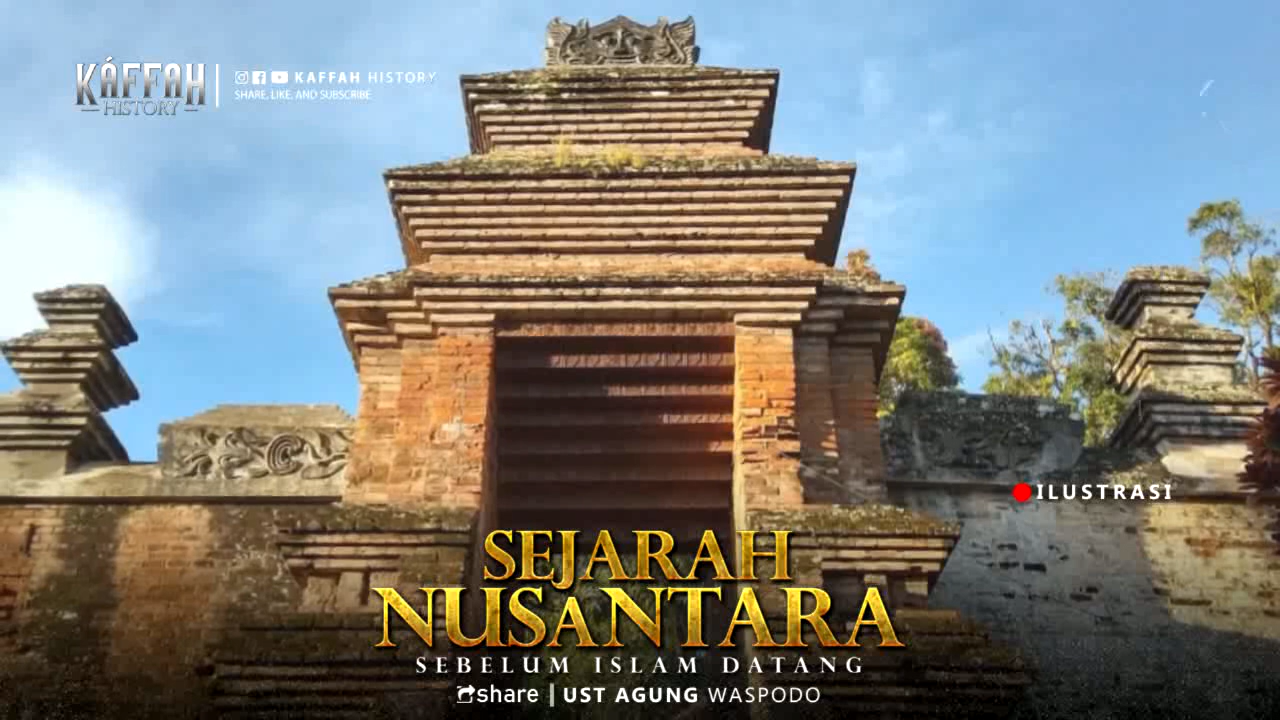 KÁFFAH
HISTORY
KAFFAH HISTORY
SHARE, LIKE, AND SUBSCRIBE
ILUSTRASI
SEJARAH
NUSANTARA
SEBELUM ISLAM DATANG
share | UST AGUNG WASPODO